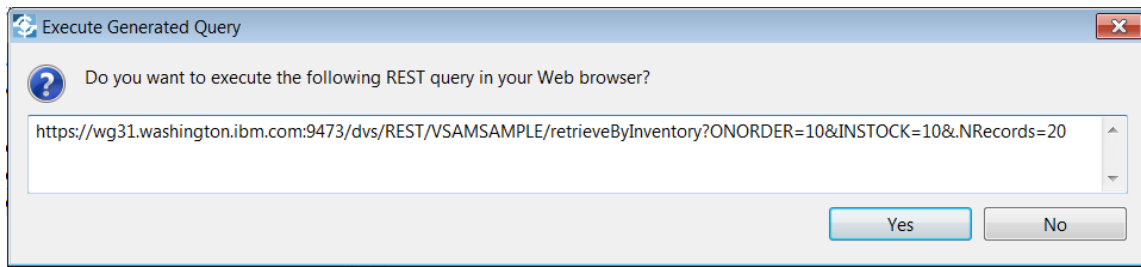 Execute Generated Query
Do you want to execute the following REST query in your Web browser?
https://wg31.washington.ibm.com:9473/dvs/REST/VSAMSAMPLE/retrieveByInventory?ONORDER=10&INSTOCK=10&.NRecords=20
Yes No